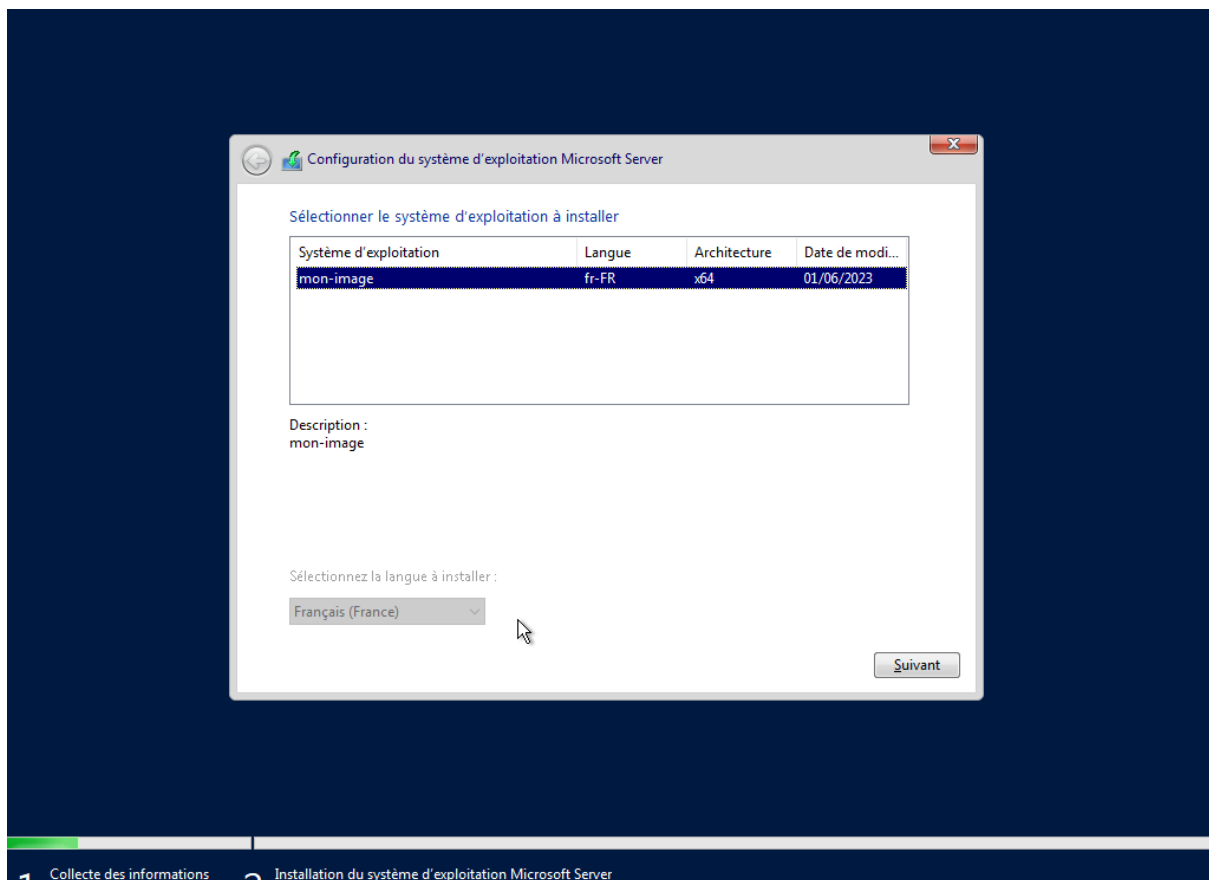 Configuration du système d'exploitation Microsoft Server
Sélectionner le système d'exploitation à installer
Système d'exploitation Langue Architecture Date de modi...
mon-image fr-FR x64 01/06/2023
Description :
mon-image
Sélectionnez la langue à installer :
Français (France)
Suivant
1 Collecte des informations 2 Installation du système d'exploitation Microsoft Server